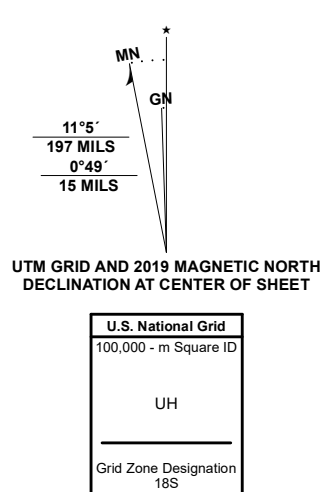 ★
MN
GN
11°5´
197 MILS
0°49´
15 MILS
UTM GRID AND 2019 MAGNETIC NORTH
DECLINATION AT CENTER OF SHEET
U.S. National Grid
100,000 - m Square ID
UH
Grid Zone Designation
18S